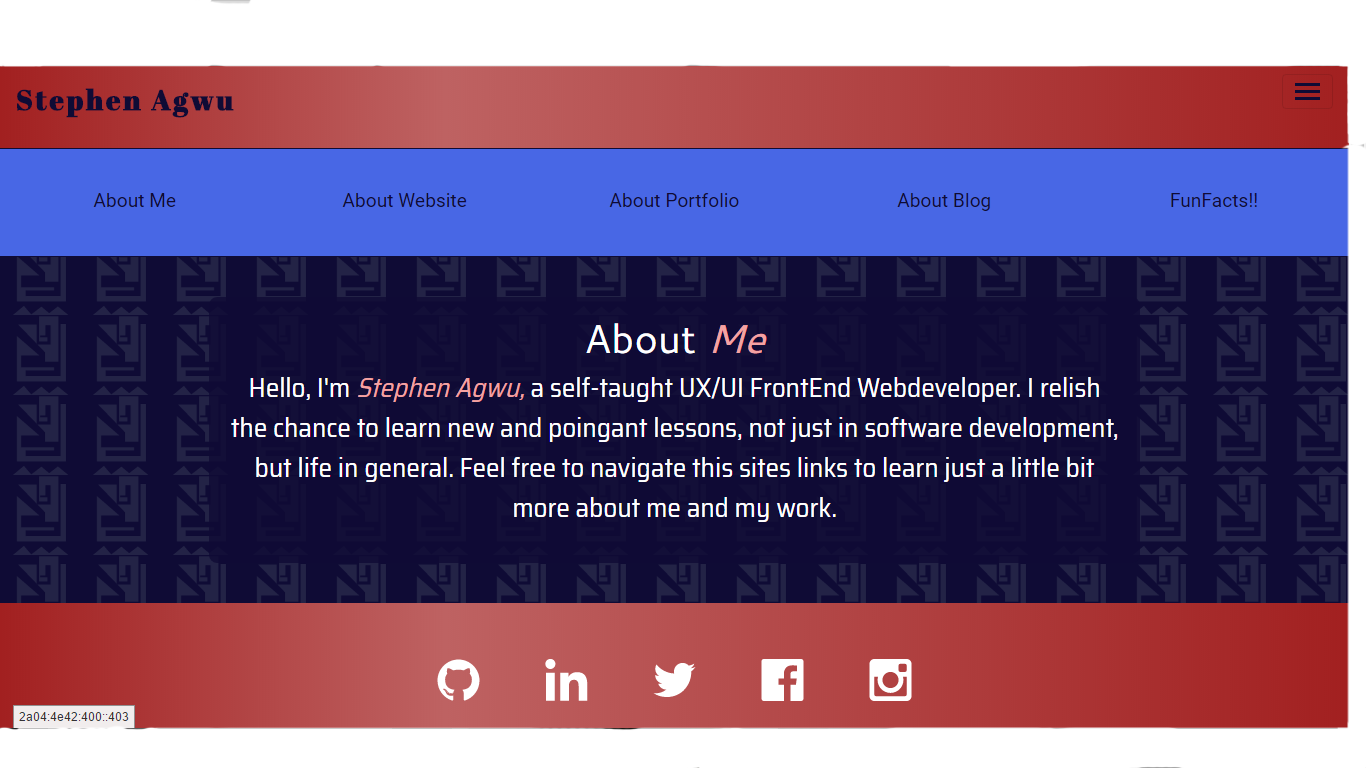 Stephen Agwu
About Me
About Website
About Portfolio
About Blog
FunFacts!!
About Me
Hello, I'm Stephen Agwu, a self-taught UX/UI FrontEnd Webdeveloper. I relish
the chance to learn new and poingant lessons, not just in software development,
but life in general. Feel free to navigate this sites links to learn just a little bit
more about me and my work.
2a04:4e42:400::403